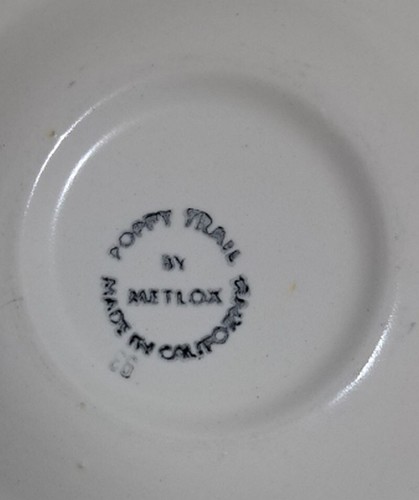 POPPY TRAIL
BY
METLOX
MADE IN CALIFORNIA